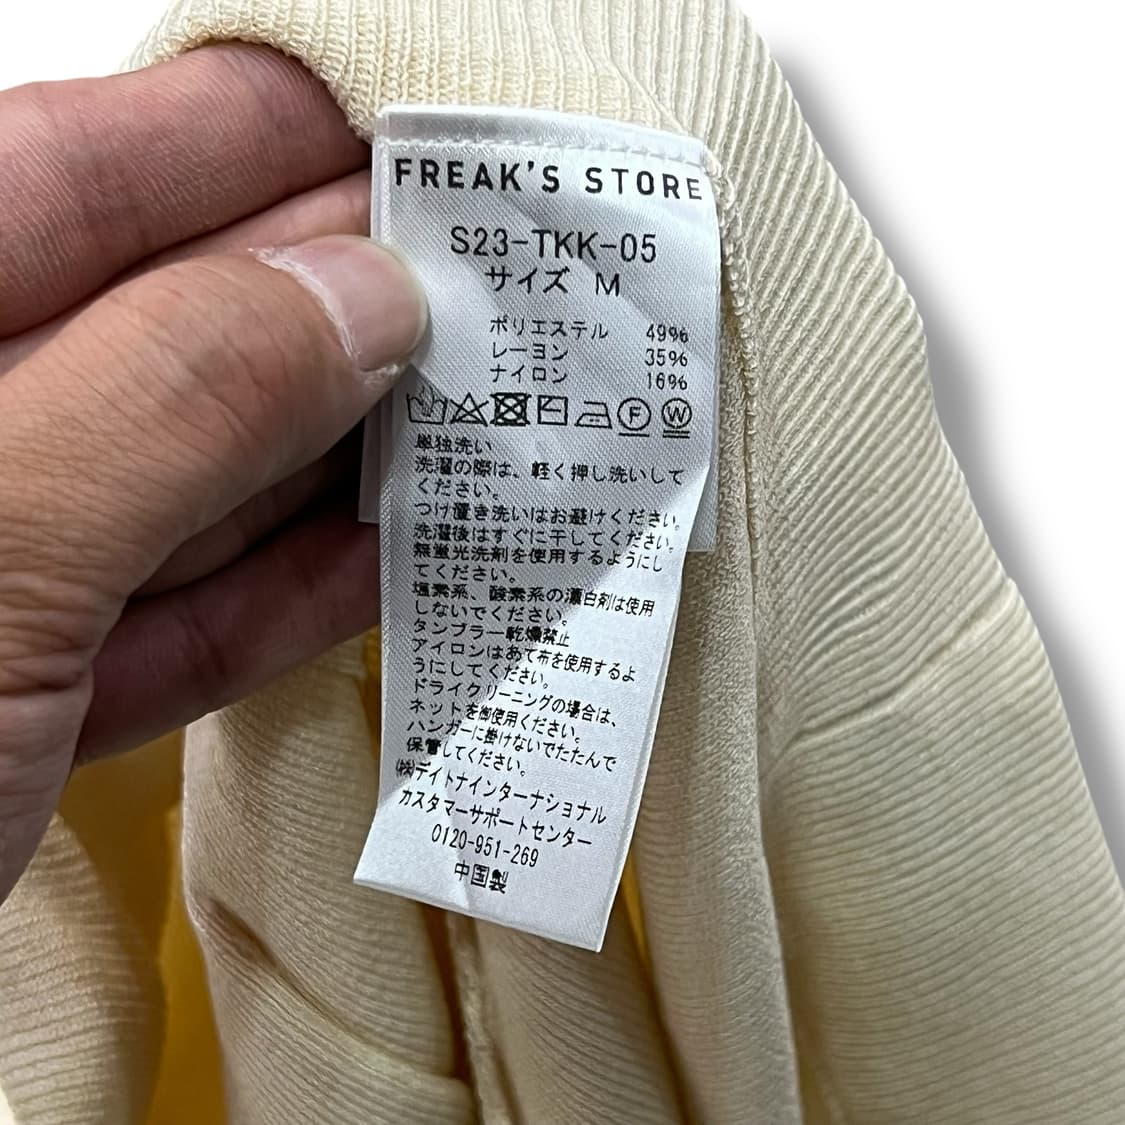 FREAK'S STORE
S23-TKK-05
サイズ M
ポリエステル 49%
レーヨン 35%
ナイロン 16%
F W
単独洗い
洗濯の際は、軽く押し洗いして
ください。
つけ置き洗いはお避けください。
洗濯後はすぐに干してください。
無蛍光洗剤を使用するようにし
てください。
塩素系、酸素系の漂白剤は使用
しないでください。
タンブラー乾燥禁止
アイロンはあて布を使用するよ
うにしてください。
ドライクリーニングの場合は、
ネットを御使用ください。
ハンガーに掛けないでたたんで
保管してください。
(株)デイトナインターナショナル
カスタマーサポートセンター
0120-951-269
中国製